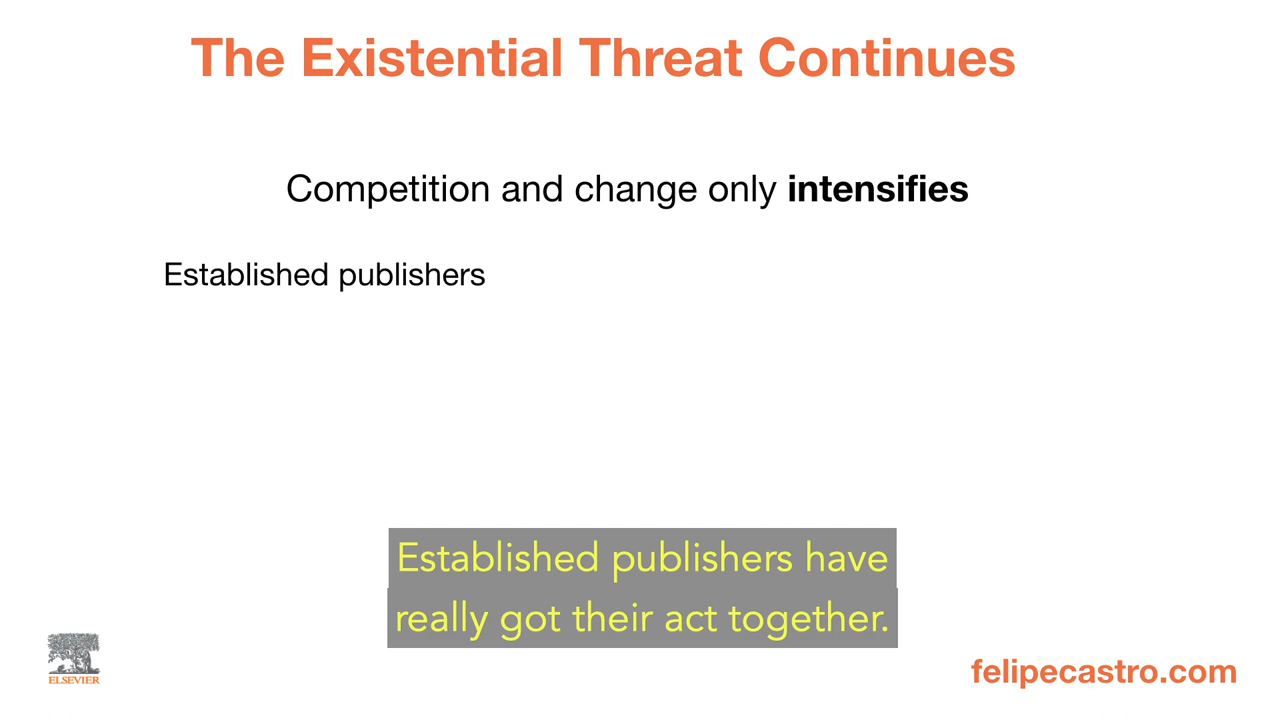 The Existential Threat Continues
Competition and change only intensifies
Established publishers
Established publishers have
really got their act together.
ELSEVIER
felipecastro.com